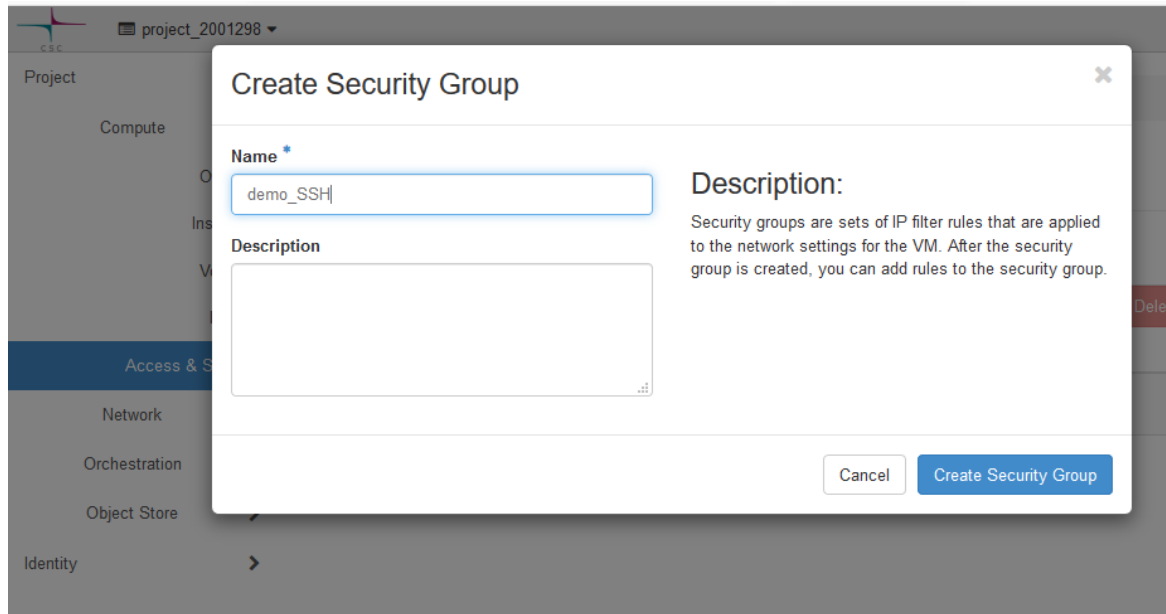 csc
project_2001298
Project
Compute
O
Ins
V
Access & S
Network
Orchestration
Object Store
Identity
Create Security Group
×
Name *
demo_SSH
Description
Description:
Security groups are sets of IP filter rules that are applied
to the network settings for the VM. After the security
group is created, you can add rules to the security group.
Cancel
Create Security Group
Dele